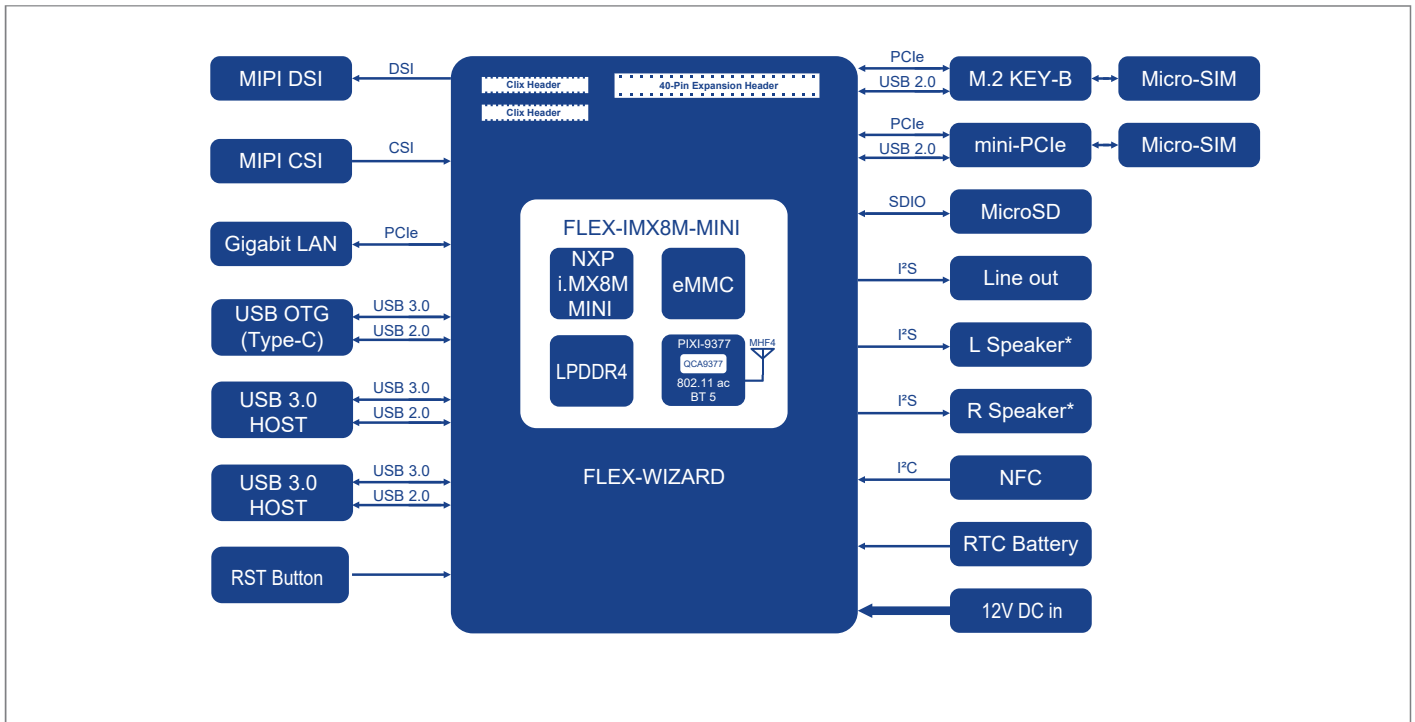 MIPI DSI
DSI
MIPI CSI
CSI
Gigabit LAN
PCIe
USB OTG
(Type-C)
USB 3.0
USB 2.0
USB 3.0
HOST
USB 3.0
USB 2.0
USB 3.0
HOST
USB 3.0
USB 2.0
RST Button
Clix Header
Clix Header
40-Pin Expansion Header
FLEX-IMX8M-MINI
NXP
i.MX8M
MINI
eMMC
LPDDR4
PIXI-9377
QCA9377
802.11 ac
BT 5
MHF4
FLEX-WIZARD
PCIe
USB 2.0
M.2 KEY-B
Micro-SIM
PCIe
USB 2.0
mini-PCIe
Micro-SIM
SDIO
MicroSD
I²S
Line out
I²S
L Speaker*
I²S
R Speaker*
I²C
NFC
RTC Battery
12V DC in